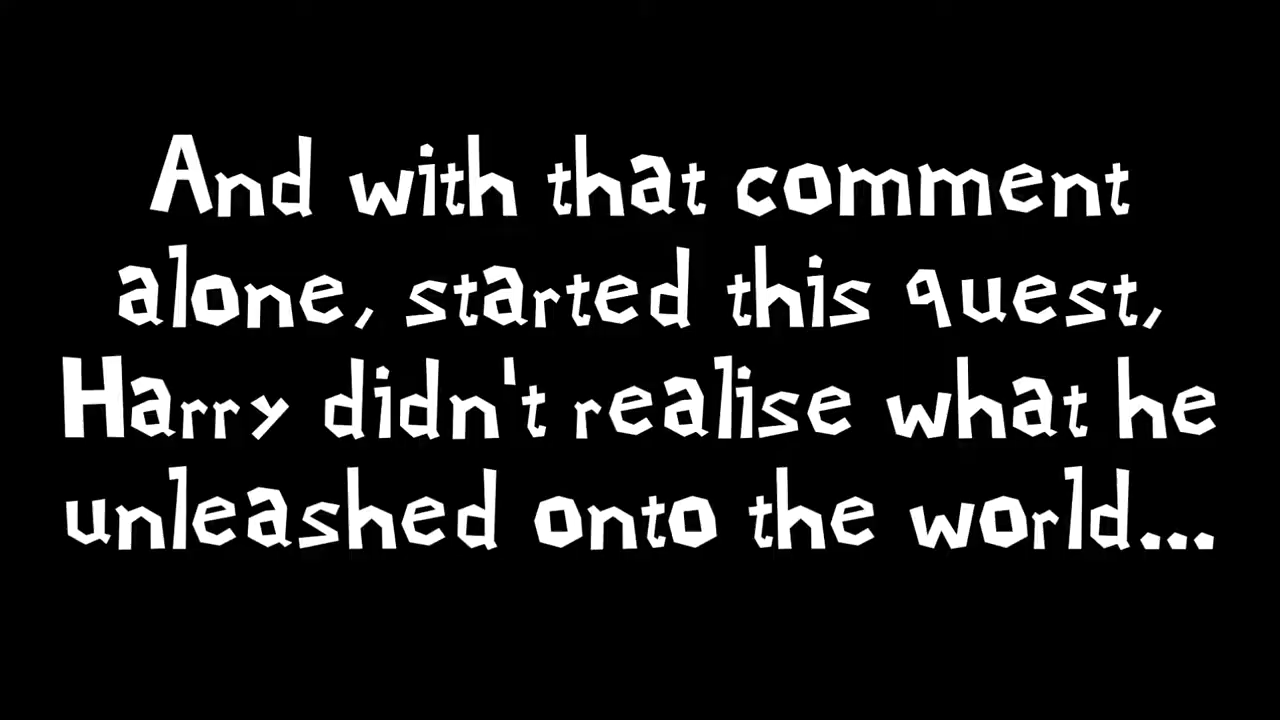 And with that comment
alone, started this quest,
Harry didn't realise what he
unleashed onto the world...